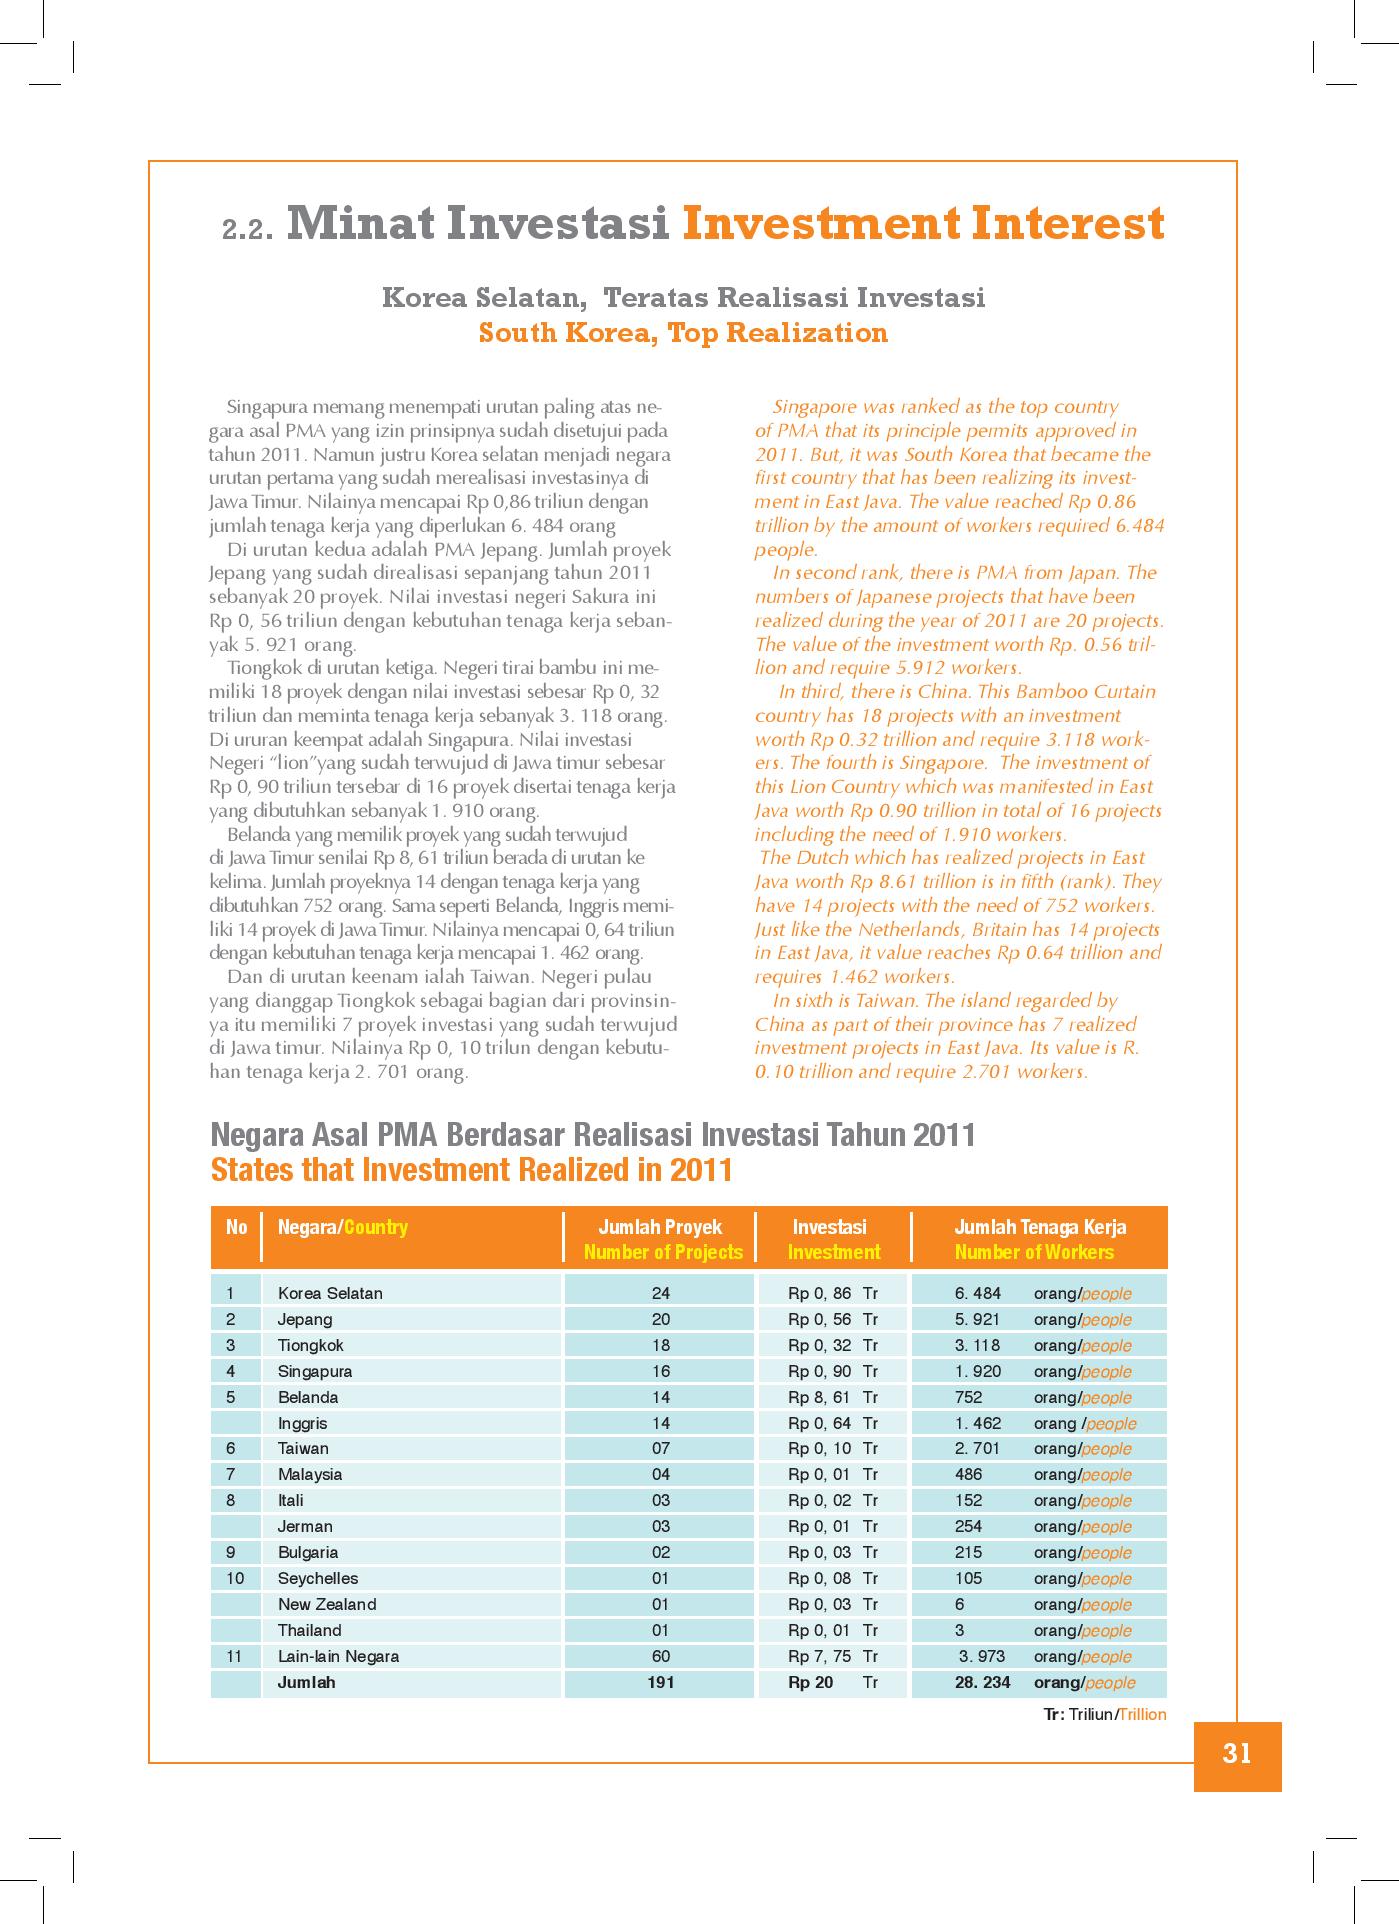 2.2. Minat Investasi Investment Interest
Korea Selatan, Teratas Realisasi Investasi
South Korea, Top Realization
Singapura memang menempati urutan paling atas ne-
gara asal PMA yang izin prinsipnya sudah disetujui pada
tahun 2011. Namun justru Korea selatan menjadi negara
urutan pertama yang sudah merealisasi investasinya di
Jawa Timur. Nilainya mencapai Rp 0,86 triliun dengan
jumlah tenaga kerja yang diperlukan 6. 484 orang
Di urutan kedua adalah PMA Jepang. Jumlah proyek
Jepang yang sudah direalisasi sepanjang tahun 2011
sebanyak 20 proyek. Nilai investasi negeri Sakura ini
Rp 0, 56 triliun dengan kebutuhan tenaga kerja seban-
yak 5. 921 orang.
Tiongkok di urutan ketiga. Negeri tirai bambu ini me-
miliki 18 proyek dengan nilai investasi sebesar Rp 0, 32
triliun dan meminta tenaga kerja sebanyak 3. 118 orang.
Di ururan keempat adalah Singapura. Nilai investasi
Negeri “lion”yang sudah terwujud di Jawa timur sebesar
Rp 0, 90 triliun tersebar di 16 proyek disertai tenaga kerja
yang dibutuhkan sebanyak 1. 910 orang.
Belanda yang memilik proyek yang sudah terwujud
di Jawa Timur senilai Rp 8, 61 triliun berada di urutan ke
kelima. Jumlah proyeknya 14 dengan tenaga kerja yang
dibutuhkan 752 orang. Sama seperti Belanda, Inggris memi-
liki 14 proyek di Jawa Timur. Nilainya mencapai 0, 64 triliun
dengan kebutuhan tenaga kerja mencapai 1. 462 orang.
Dan di urutan keenam ialah Taiwan. Negeri pulau
yang dianggap Tiongkok sebagai bagian dari provinsin-
ya itu memiliki 7 proyek investasi yang sudah terwujud
di Jawa timur. Nilainya Rp 0, 10 trilun dengan kebutu-
han tenaga kerja 2. 701 orang.
Singapore was ranked as the top country
of PMA that its principle permits approved in
2011. But, it was South Korea that became the
first country that has been realizing its invest-
ment in East Java. The value reached Rp 0.86
trillion by the amount of workers required 6.484
people.
In second rank, there is PMA from Japan. The
numbers of Japanese projects that have been
realized during the year of 2011 are 20 projects.
The value of the investment worth Rp. 0.56 tril-
lion and require 5.912 workers.
In third, there is China. This Bamboo Curtain
country has 18 projects with an investment
worth Rp 0.32 trillion and require 3.118 work-
ers. The fourth is Singapore. The investment of
this Lion Country which was manifested in East
Java worth Rp 0.90 trillion in total of 16 projects
including the need of 1.910 workers.
The Dutch which has realized projects in East
Java worth Rp 8.61 trillion is in fifth (rank). They
have 14 projects with the need of 752 workers.
Just like the Netherlands, Britain has 14 projects
in East Java, it value reaches Rp 0.64 trillion and
requires 1.462 workers.
In sixth is Taiwan. The island regarded by
China as part of their province has 7 realized
investment projects in East Java. Its value is R.
0.10 trillion and require 2.701 workers.
Negara Asal PMA Berdasar Realisasi Investasi Tahun 2011
States that Investment Realized in 2011
No Negara/Country Jumlah Proyek Investasi Jumlah Tenaga Kerja
Number of Projects Investment Number of Workers
1 Korea Selatan 24 Rp 0, 86 Tr 6. 484 orang/people
2 Jepang 20 Rp 0, 56 Tr 5. 921 orang/people
3 Tiongkok 18 Rp 0, 32 Tr 3. 118 orang/people
4 Singapura 16 Rp 0, 90 Tr 1. 920 orang/people
5 Belanda 14 Rp 8, 61 Tr 752 orang/people
Inggris 14 Rp 0, 64 Tr 1. 462 orang /people
6 Taiwan 07 Rp 0, 10 Tr 2. 701 orang/people
7 Malaysia 04 Rp 0, 01 Tr 486 orang/people
8 Itali 03 Rp 0, 02 Tr 152 orang/people
Jerman 03 Rp 0, 01 Tr 254 orang/people
9 Bulgaria 02 Rp 0, 03 Tr 215 orang/people
10 Seychelles 01 Rp 0, 08 Tr 105 orang/people
New Zealand 01 Rp 0, 03 Tr 6 orang/people
Thailand 01 Rp 0, 01 Tr 3 orang/people
11 Lain-lain Negara 60 Rp 7, 75 Tr 3. 973 orang/people
Jumlah 191 Rp 20 Tr 28. 234 orang/people
Tr: Triliun/Trillion
31